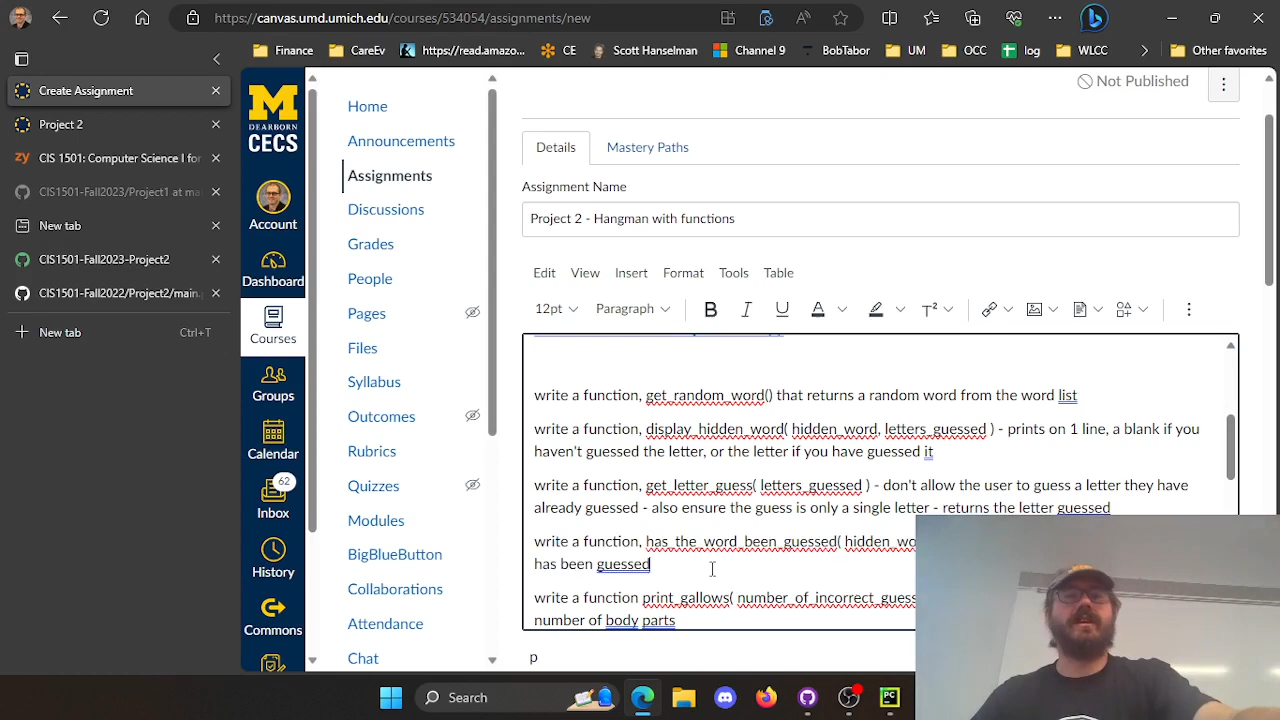 https://canvas.umich.edu/courses/534054/assignments/new
Finance
CareEv
https://read.amazo...
CE
Scott Hanselman
Channel 9
BobTabor
UM
OCC
log
WLCC
Other favorites
Create Assignment
Project 2
CIS 1501: Computer Science I for
CIS1501-Fall2023/Project1 at ma
New tab
CIS1501-Fall2023-Project2
CIS1501-Fall2022/Project2/main.
New tab
Ctrl+T
M
DEARBORN
CECS
Account
Dashboard
Courses
Groups
Calendar
62
Inbox
History
Commons
Home
Announcements
Assignments
Discussions
Grades
People
Pages
Files
Syllabus
Outcomes
Rubrics
Quizzes
Modules
BigBlueButton
Collaborations
Attendance
Chat
Not Published
Details
Mastery Paths
Assignment Name
Project 2 - Hangman with functions
Edit View Insert Format Tools Table
12pt Paragraph B I U A T²
write a function, get_random_word() that returns a random word from the word list
write a function, display_hidden_word( hidden_word, letters_guessed ) - prints on 1 line, a blank if you
haven't guessed the letter, or the letter if you have guessed it
write a function, get_letter_guess( letters_guessed ) - don't allow the user to guess a letter they have
already guessed - also ensure the guess is only a single letter - returns the letter guessed
write a function, has_the_word_been_guessed( hidden_wo
has been guessed
write a function print_gallows( number_of_incorrect_gues
number of body parts
p
Search